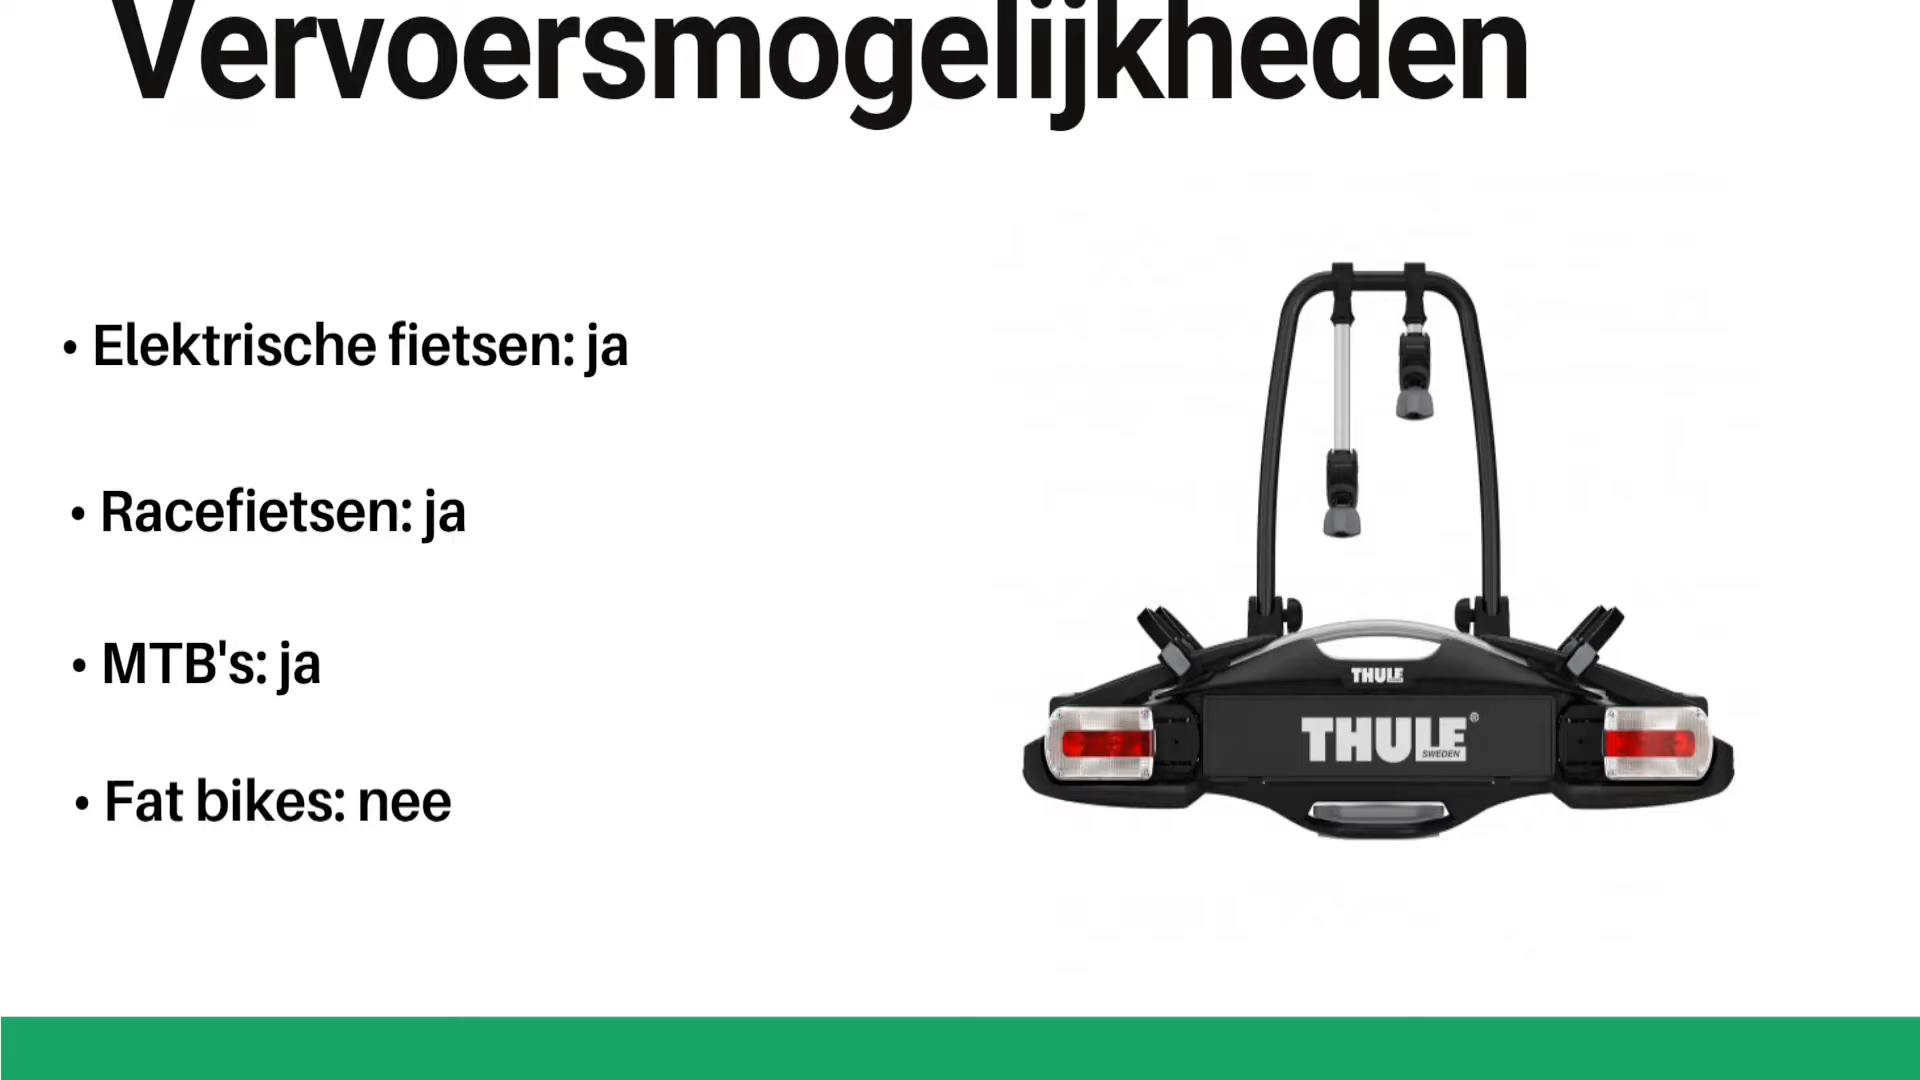 Vervoersmogelijkheden
• Elektrische fietsen: ja
• Racefietsen: ja
• MTB's: ja
• Fat bikes: nee
THULE
THULE®
SWEDEN